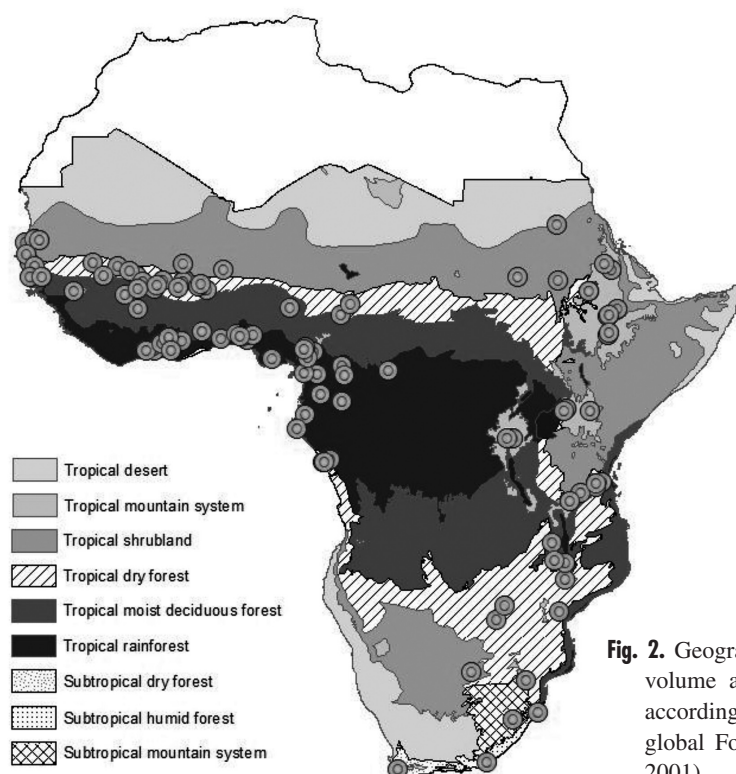 Tropical desert
Tropical mountain system
Tropical shrubland
Tropical dry forest
Tropical moist deciduous forest
Tropical rainforest
Subtropical dry forest
Subtropical humid forest
Subtropical mountain system
Fig. 2. Geogra
volume a
according
global Fo
2001)